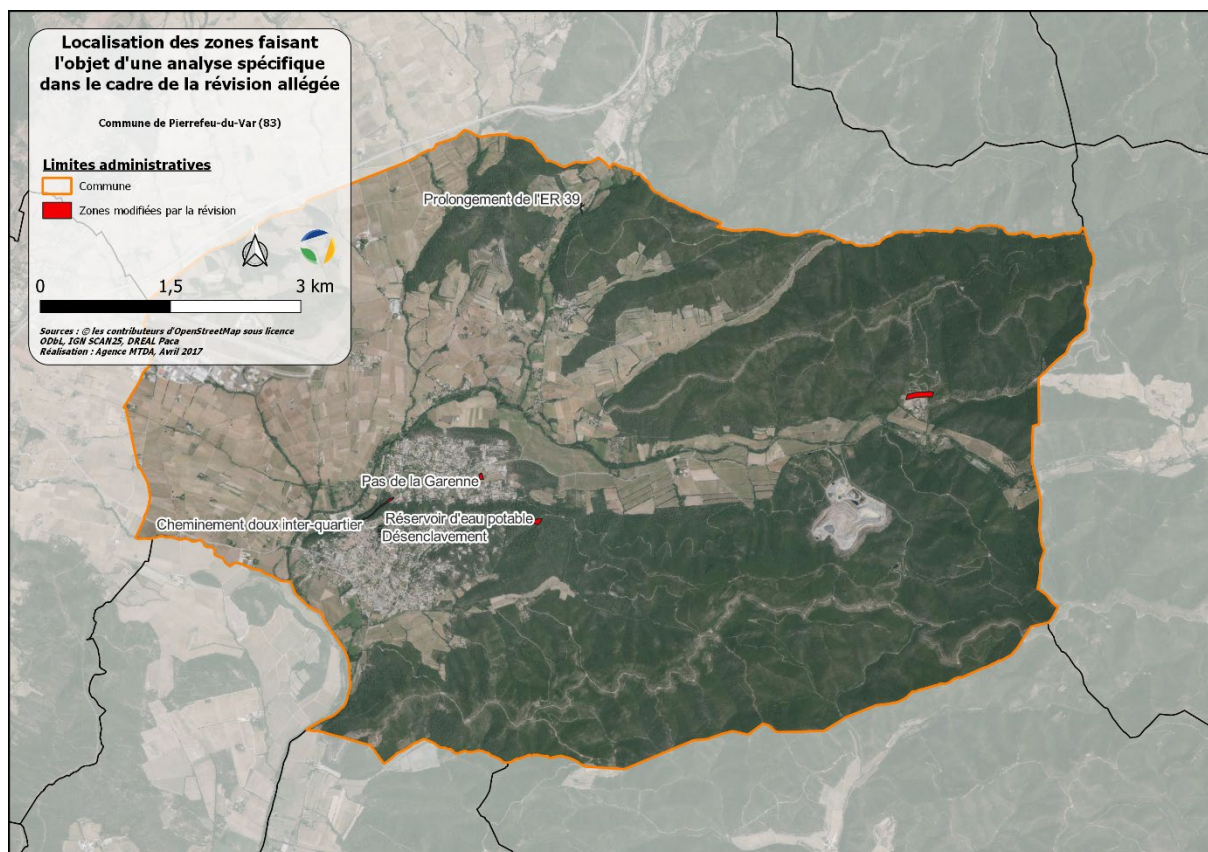 Localisation des zones faisant
l'objet d'une analyse spécifique
dans le cadre de la révision allégée
Commune de Pierrefeu-du-Var (83)
Limites administratives
Commune
Zones modifiées par la révision
0 1,5 3 km
Sources : © les contributeurs d'OpenStreetMap sous licence
ODbL, IGN SCAN25, DREAL Paca
Réalisation : Agence MTDA, Avril 2017
Prolongement de l'ER 39
Pas de la Garenne
Cheminement doux inter-quartier
Réservoir d'eau potable
Désenclavement